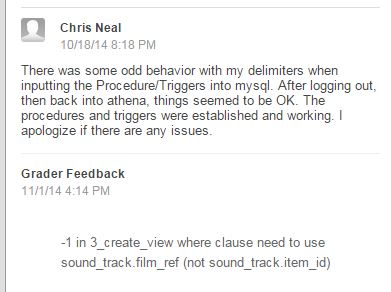 Chris Neal
10/18/14 8:18 PM
There was some odd behavior with my delimiters when
inputting the Procedure/Triggers into mysql. After logging out,
then back into athena, things seemed to be OK. The
procedures and triggers were established and working. I
apologize if there are any issues.
Grader Feedback
11/1/14 4:14 PM
-1 in 3_create_view where clause need to use
sound_track.film_ref (not sound_track.item_id)